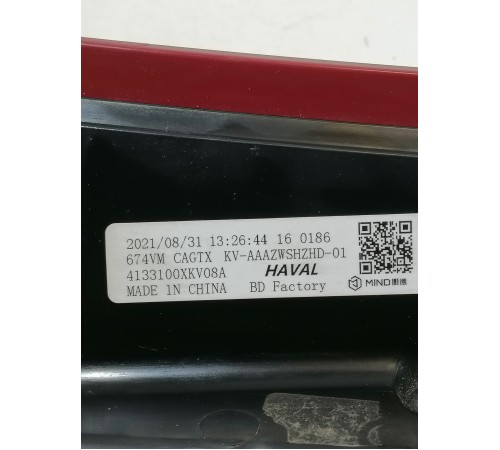 2021/08/31 13:26:44 16 0186
674VM CAGTX KV-AAAZWSHZHD-01
4133100XKV08A HAVAL
MADE IN CHINA BD Factory MIND